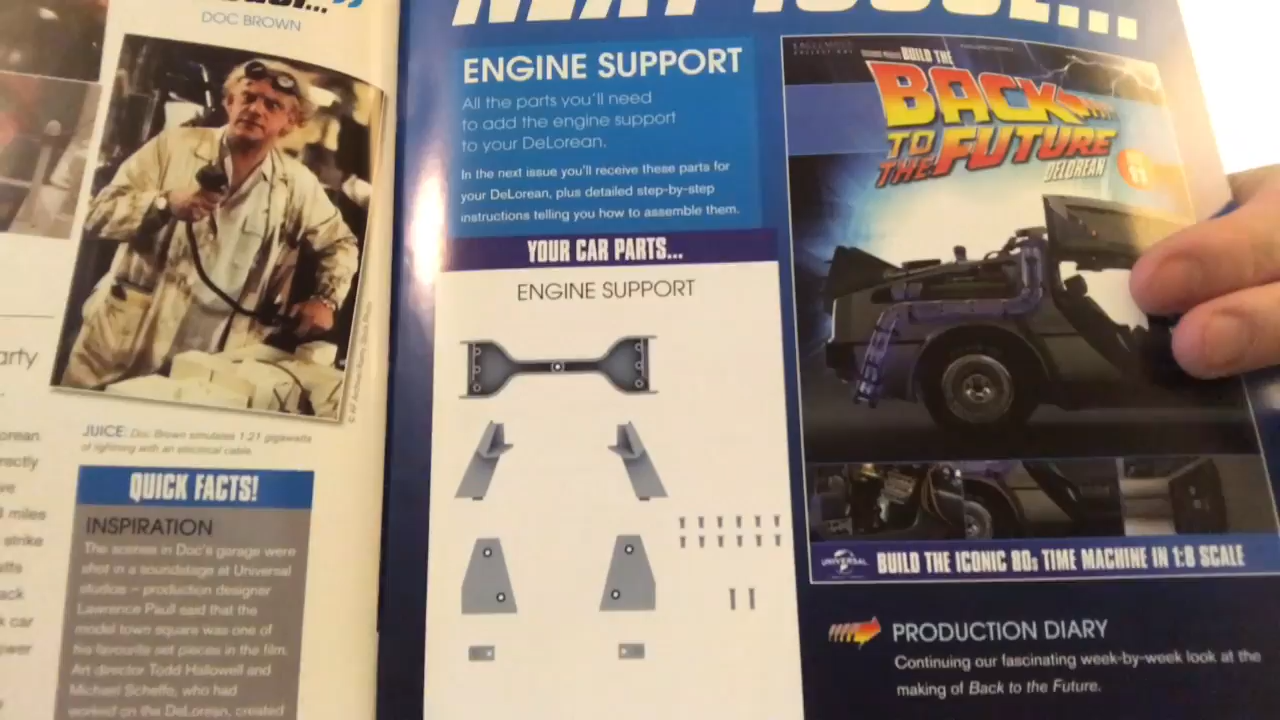 DOC BROWN
JUICE: Doc Brown simulates 1.21 gigawatts
of lightning with an electrical cable.
QUICK FACTS!
INSPIRATION
The scenes in Doc's garage were
shot in a soundstage at Universal
studios – production designer
Lawrence Paull said that the
model town square was one of
his favourite set pieces in the film.
Art director Todd Hallowell and
Michael Scheffe, who had
worked on the DeLorean, created
arty
miles
strike
car
NEXT ISSUE...
ENGINE SUPPORT
All the parts you'll need
to add the engine support
to your DeLorean.
In the next issue you'll receive these parts for
your DeLorean, plus detailed step-by-step
instructions telling you how to assemble them.
YOUR CAR PARTS...
ENGINE SUPPORT
BUILD THE
BACK
TO
THE FUTURE
DELOREAN
UNIVERSAL
BUILD THE ICONIC 80s TIME MACHINE IN 1:8 SCALE
PRODUCTION DIARY
Continuing our fascinating week-by-week look at the
making of Back to the Future.